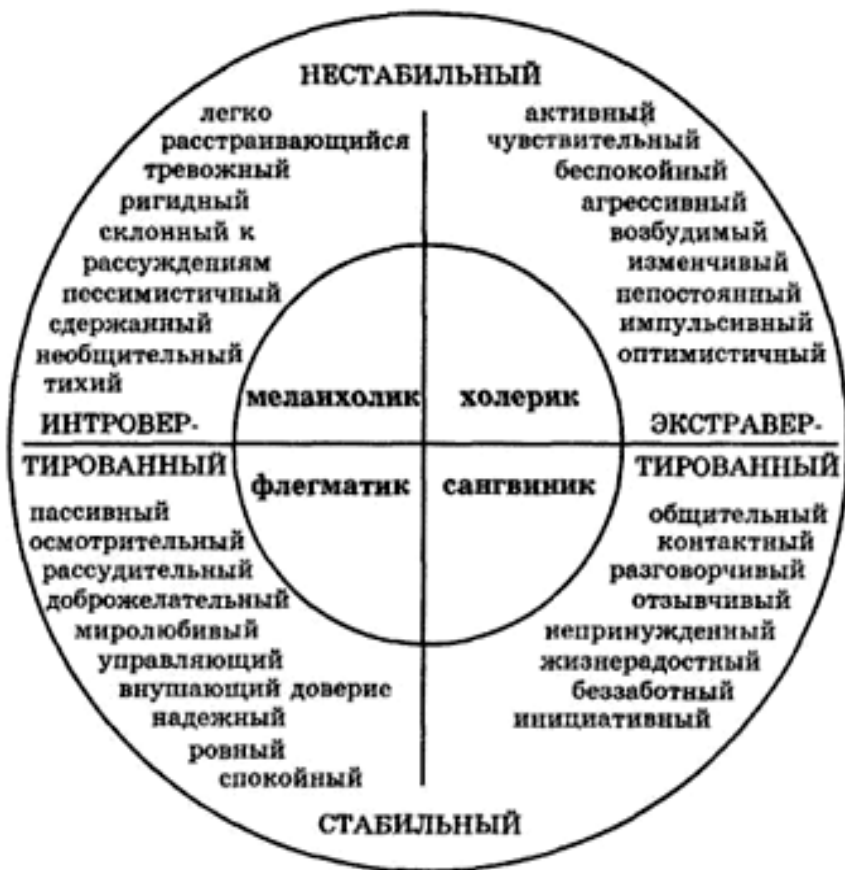 НЕСТАБИЛЬНЫЙ
легко
расстраивающийся
тревожный
ригидный
склонный к
рассуждениям
пессимистичный
сдержанный
необщительный
тихий
активный
чувствительный
беспокойный
агрессивный
возбудимый
изменчивый
непостоянный
импульсивный
оптимистичный
меланхолик
холерик
ИНТРОВЕР-
ТИРОВАННЫЙ
ЭКСТРАВЕР-
ТИРОВАННЫЙ
флегматик
сангвиник
пассивный
осмотрительный
рассудительный
доброжелательный
миролюбивый
управляющий
внушающий доверие
надежный
ровный
спокойный
общительный
контактный
разговорчивый
отзывчивый
непринужденный
жизнерадостный
беззаботный
инициативный
СТАБИЛЬНЫЙ